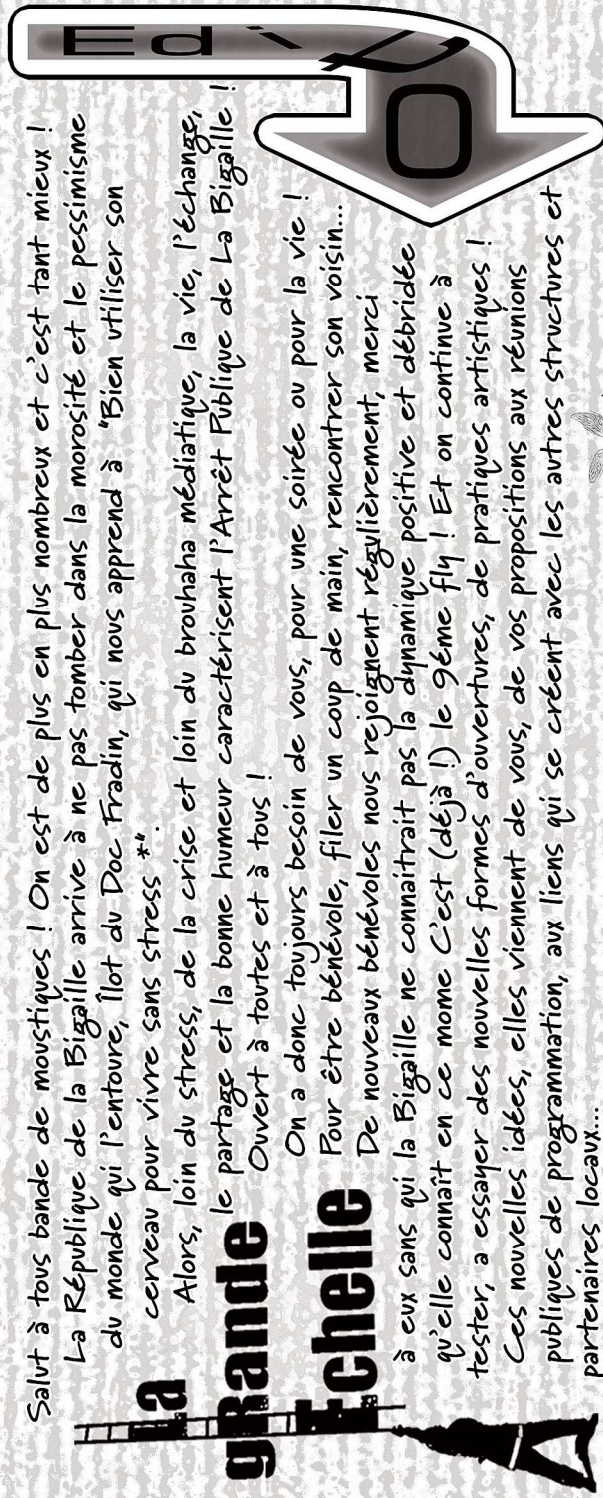 Edito
Salut à tous bande de moustiques ! On est de plus en plus nombreux et c'est tant mieux !
La République de la Bigaille arrive à ne pas tomber dans la morosité et le pessimisme
du monde qui l'entoure, Îlot du Doc Fradin, qui nous apprend à "Bien utiliser son
cerveau pour vivre sans stress *".
Alors, loin du stress, de la crise et loin du brouhaha médiatique, la vie, l'échange,
le partage et la bonne humeur caractérisent l'Arrêt Publique de La Bigaille !
Ouvert à toutes et à tous !
La
gRande
Echelle
On a donc toujours besoin de vous, pour une soirée ou pour la vie !
Pour être bénévole, filer un coup de main, rencontrer son voisin...
De nouveaux bénévoles nous rejoignent régulièrement, merci
à eux sans qui la Bigaille ne connaitrait pas la dynamique positive et débridée
qu'elle connaît en ce mome C'est (déjà !) le 9éme fly ! Et on continue à
tester, a essayer des nouvelles formes d'ouvertures, de pratiques artistiques !
Ces nouvelles idées, elles viennent de vous, de vos propositions aux réunions
publiques de programmation, aux liens qui se créent avec les autres structures et
partenaires locaux...